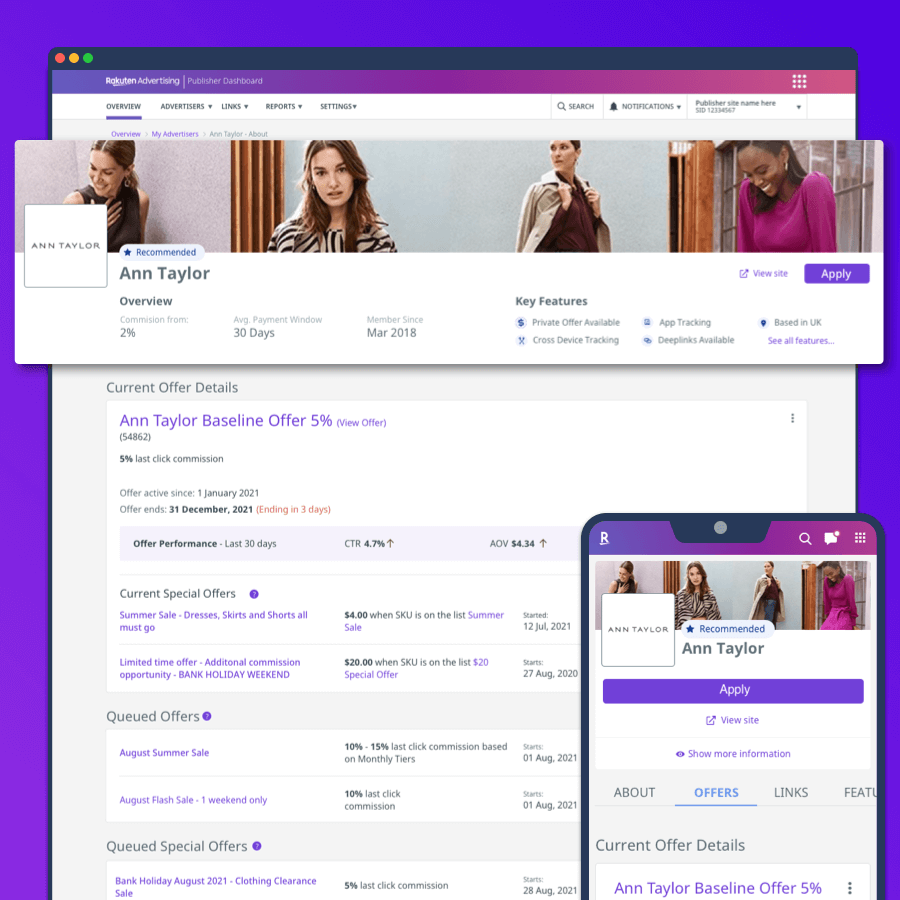 Rakuten Advertising | Publisher Dashboard
OVERVIEW ADVERTISERS LINKS REPORTS SETTINGS SEARCH NOTIFICATIONS Publisher site name here
SID 12334567
Overview > My Advertisers > Ann Taylor - About
ANN TAYLOR
Recommended
Ann Taylor
View site
Apply
Overview
Commision from:
2%
Avg. Payment Window
30 Days
Member Since
Mar 2018
Key Features
Private Offer Available
App Tracking
Based in UK
Cross Device Tracking
Deeplinks Available
See all features...
Current Offer Details
Ann Taylor Baseline Offer 5% (View Offer)
(54862)
5% last click commission
Offer active since: 1 January 2021
Offer ends: 31 December, 2021 (Ending in 3 days)
Offer Performance - Last 30 days CTR 4.7%↑ AOV $4.34 ↑
Current Special Offers ?
Summer Sale - Dresses, Skirts and Shorts all
must go
$4.00 when SKU is on the list Summer
Sale
Started:
12 Jul, 2021
Limited time offer - Additonal commission
opportunity - BANK HOLIDAY WEEKEND
$20.00 when SKU is on the list $20
Special Offer
Starts:
27 Aug, 2020
Queued Offers ?
August Summer Sale
10% - 15% last click commission based
on Monthly Tiers
Starts:
01 Aug, 2021
August Flash Sale - 1 weekend only
10% last click
commission
Starts:
01 Aug, 2021
Queued Special Offers ?
Bank Holiday August 2021 - Clothing Clearance
Sale
5% last click commission
Starts:
28 Aug, 2021
R
ANN TAYLOR
Recommended
Ann Taylor
Apply
View site
Show more information
ABOUT OFFERS LINKS FEATU
Current Offer Details
Ann Taylor Baseline Offer 5%